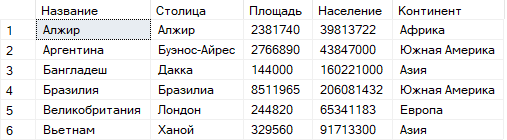 Название Столица Площадь Население Континент
1 Алжир Алжир 2381740 39813722 Африка
2 Аргентина Буэнос-Айрес 2766890 43847000 Южная Америка
3 Бангладеш Дакка 144000 160221000 Азия
4 Бразилия Бразилиа 8511965 206081432 Южная Америка
5 Великобритания Лондон 244820 65341183 Европа
6 Вьетнам Ханой 329560 91713300 Азия